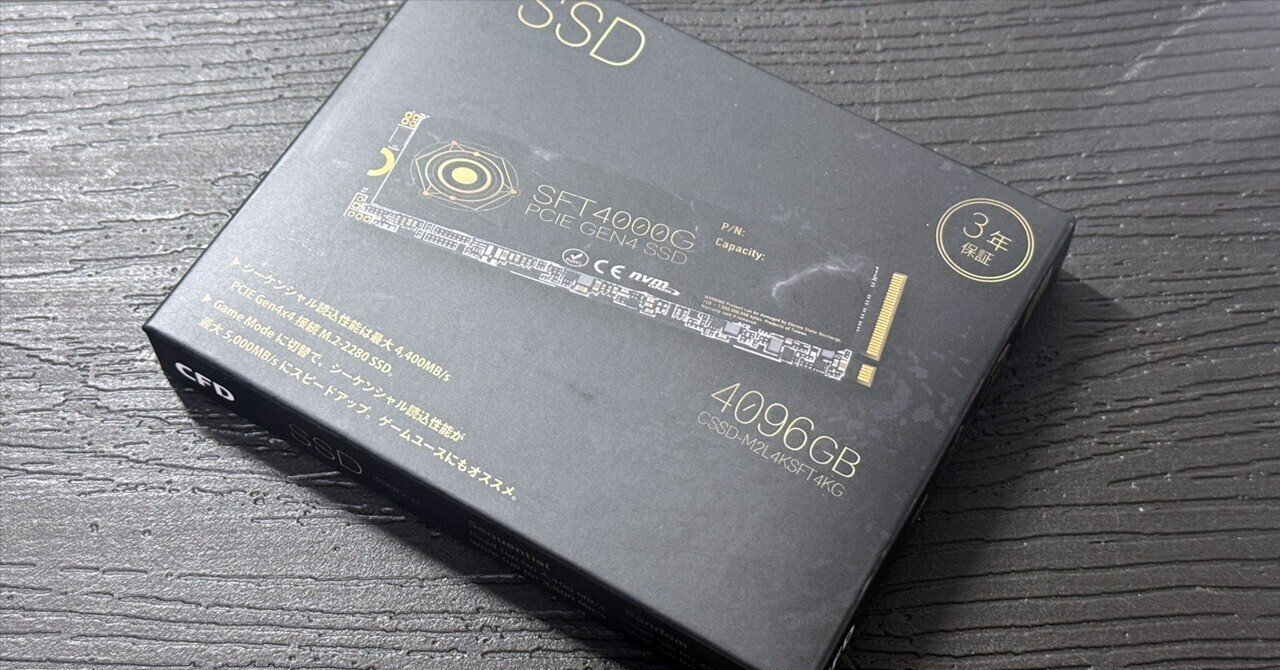 SSD
SFT4000G
PCIE GEN4 SSD
P/N:
Capacity:
CE nvm
3年
保証
▶ シーケンシャル読込性能は最大 4,400MB/s
PCIE Gen4x4 接続 M.2-2280 SSD。
▶ Game Mode に切替で、シーケンシャル読込性能が
最大 5,000MB/s にスピードアップ。ゲームユースにもオススメ。
4096GB
CSSD-M2L4KSFT4KG
CFD
SSD
Sequential